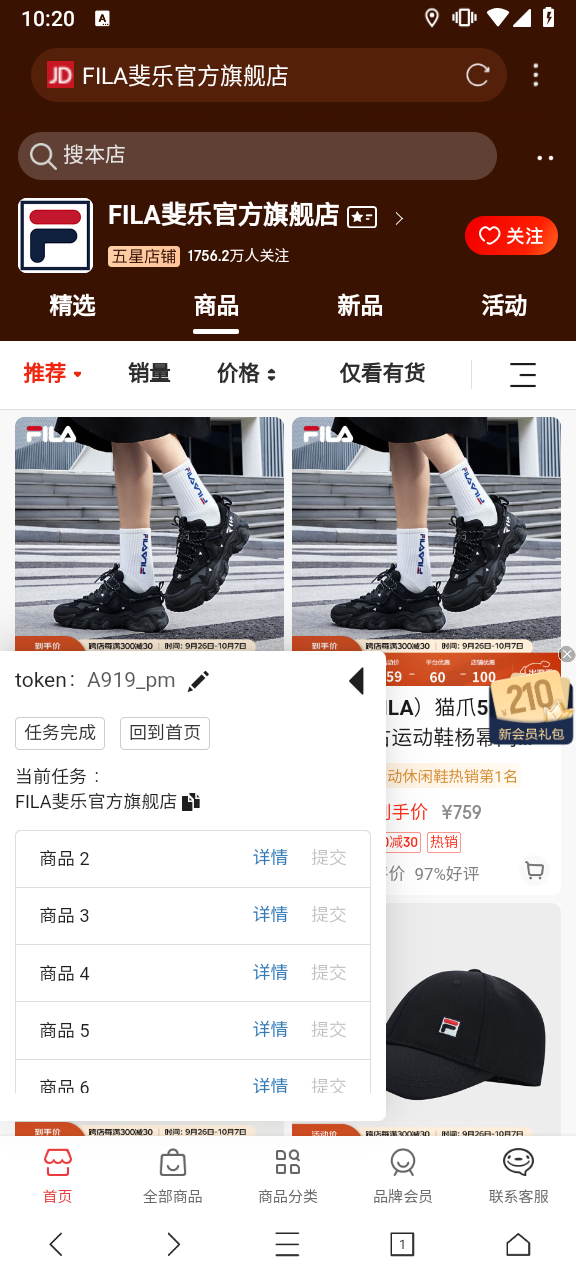 10:20
A
JD FILA斐乐官方旗舰店
搜本店
FILA斐乐官方旗舰店
五星店铺 1756.2万人关注
关注
精选 商品 新品 活动
推荐 销量 价格 仅看有货
FILA FILA
到手价 跨店每满300减30 时间：9月26日-10月7日 到手价 跨店每满300减30 时间：9月26日-10月7日
平台优惠 店铺优惠
59 - 60 - 100
210
新会员礼包
token： A919_pm
任务完成 回到首页
当前任务：
FILA斐乐官方旗舰店
商品 2 详情 提交
商品 3 详情 提交
商品 4 详情 提交
商品 5 详情 提交
商品 6 详情 提交
LA）猫爪5
运动鞋杨幂
动休闲鞋热销第1名
手价 ¥759
减30 热销
价 97%好评
到手价 跨店每满300减30 时间：9月26日-10月7日 活动价 跨店每满300减30 时间：9月26日-10月7日
首页 全部商品 商品分类 品牌会员 联系客服
1